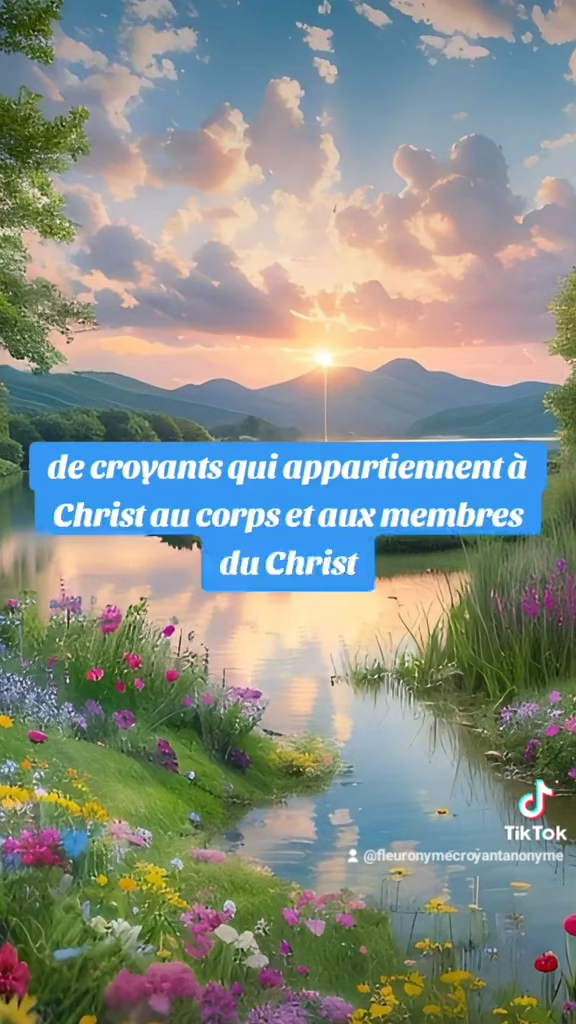 de croyants qui appartiennent à
Christ au corps et aux membres
du Christ
TikTok
@fleuronymecroyantanonyme